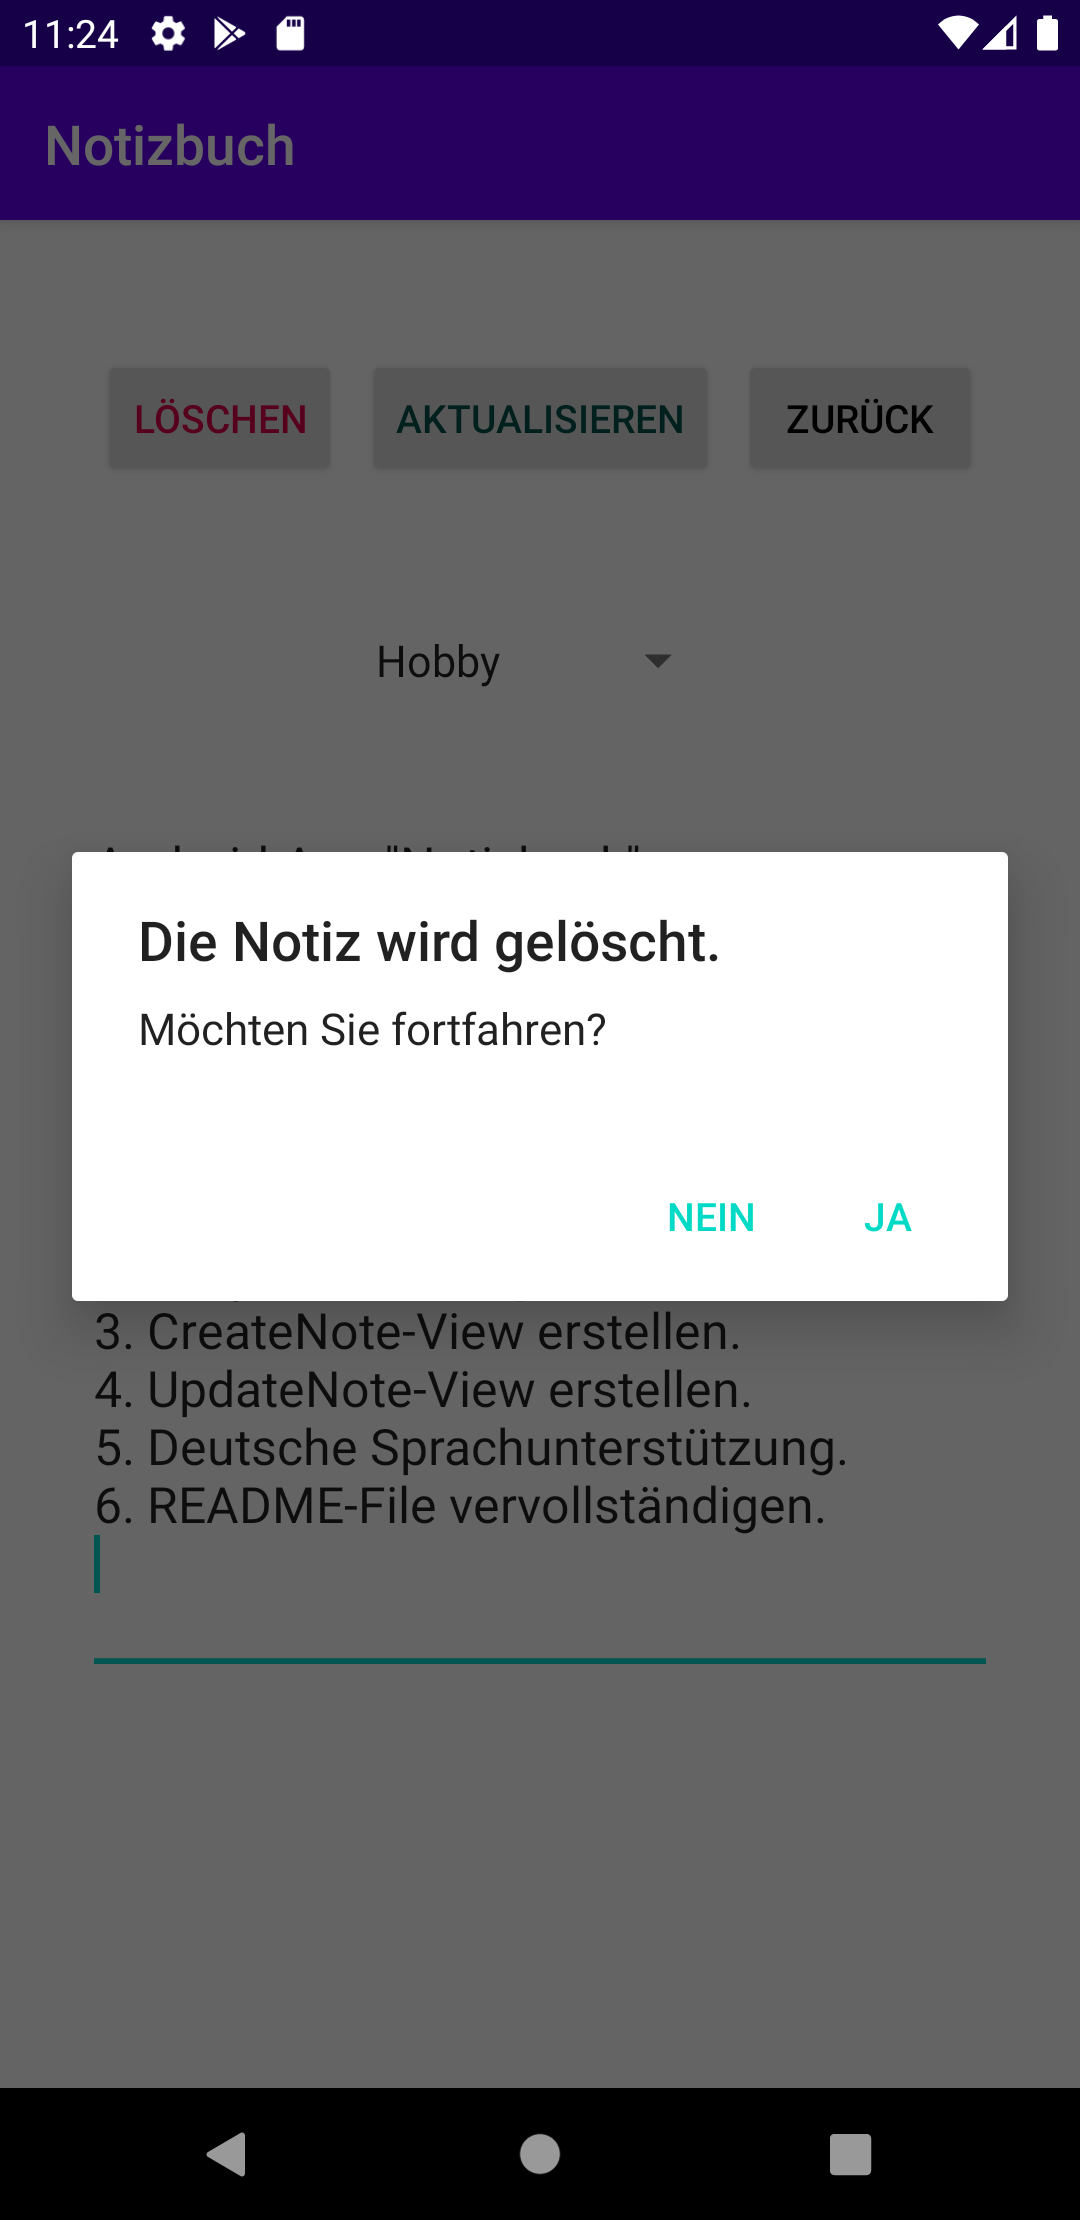 11:24
Notizbuch
LÖSCHEN AKTUALISIEREN ZURÜCK
Hobby
Die Notiz wird gelöscht.
Möchten Sie fortfahren?
NEIN JA
3. CreateNote-View erstellen.
4. UpdateNote-View erstellen.
5. Deutsche Sprachunterstützung.
6. README-File vervollständigen.